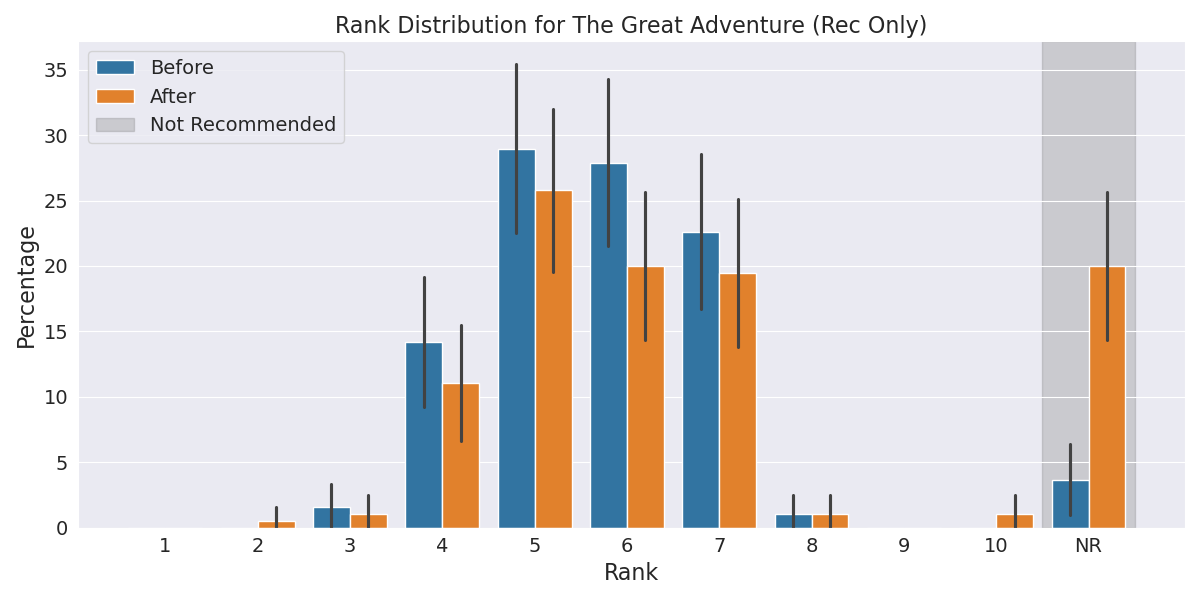 Rank Distribution for The Great Adventure (Rec Only)
Before
After
Not Recommended
Percentage
35
30
25
20
15
10
5
0
1 2 3 4 5 6 7 8 9 10 NR
Rank